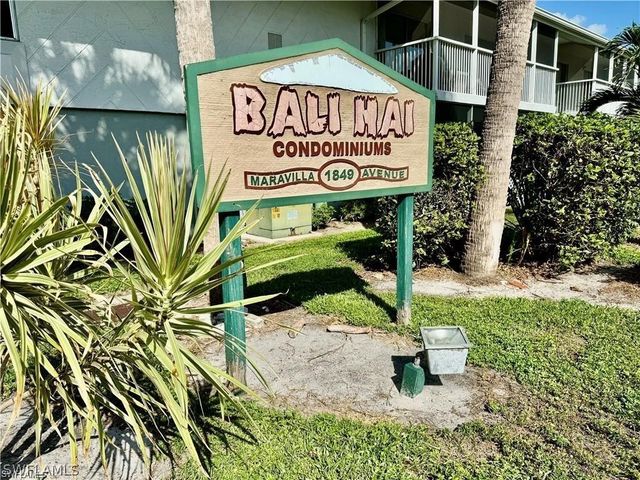 BALI HAI
CONDOMINIUMS
MARAVILLA 1849 AVENUE
SWFLAMLS